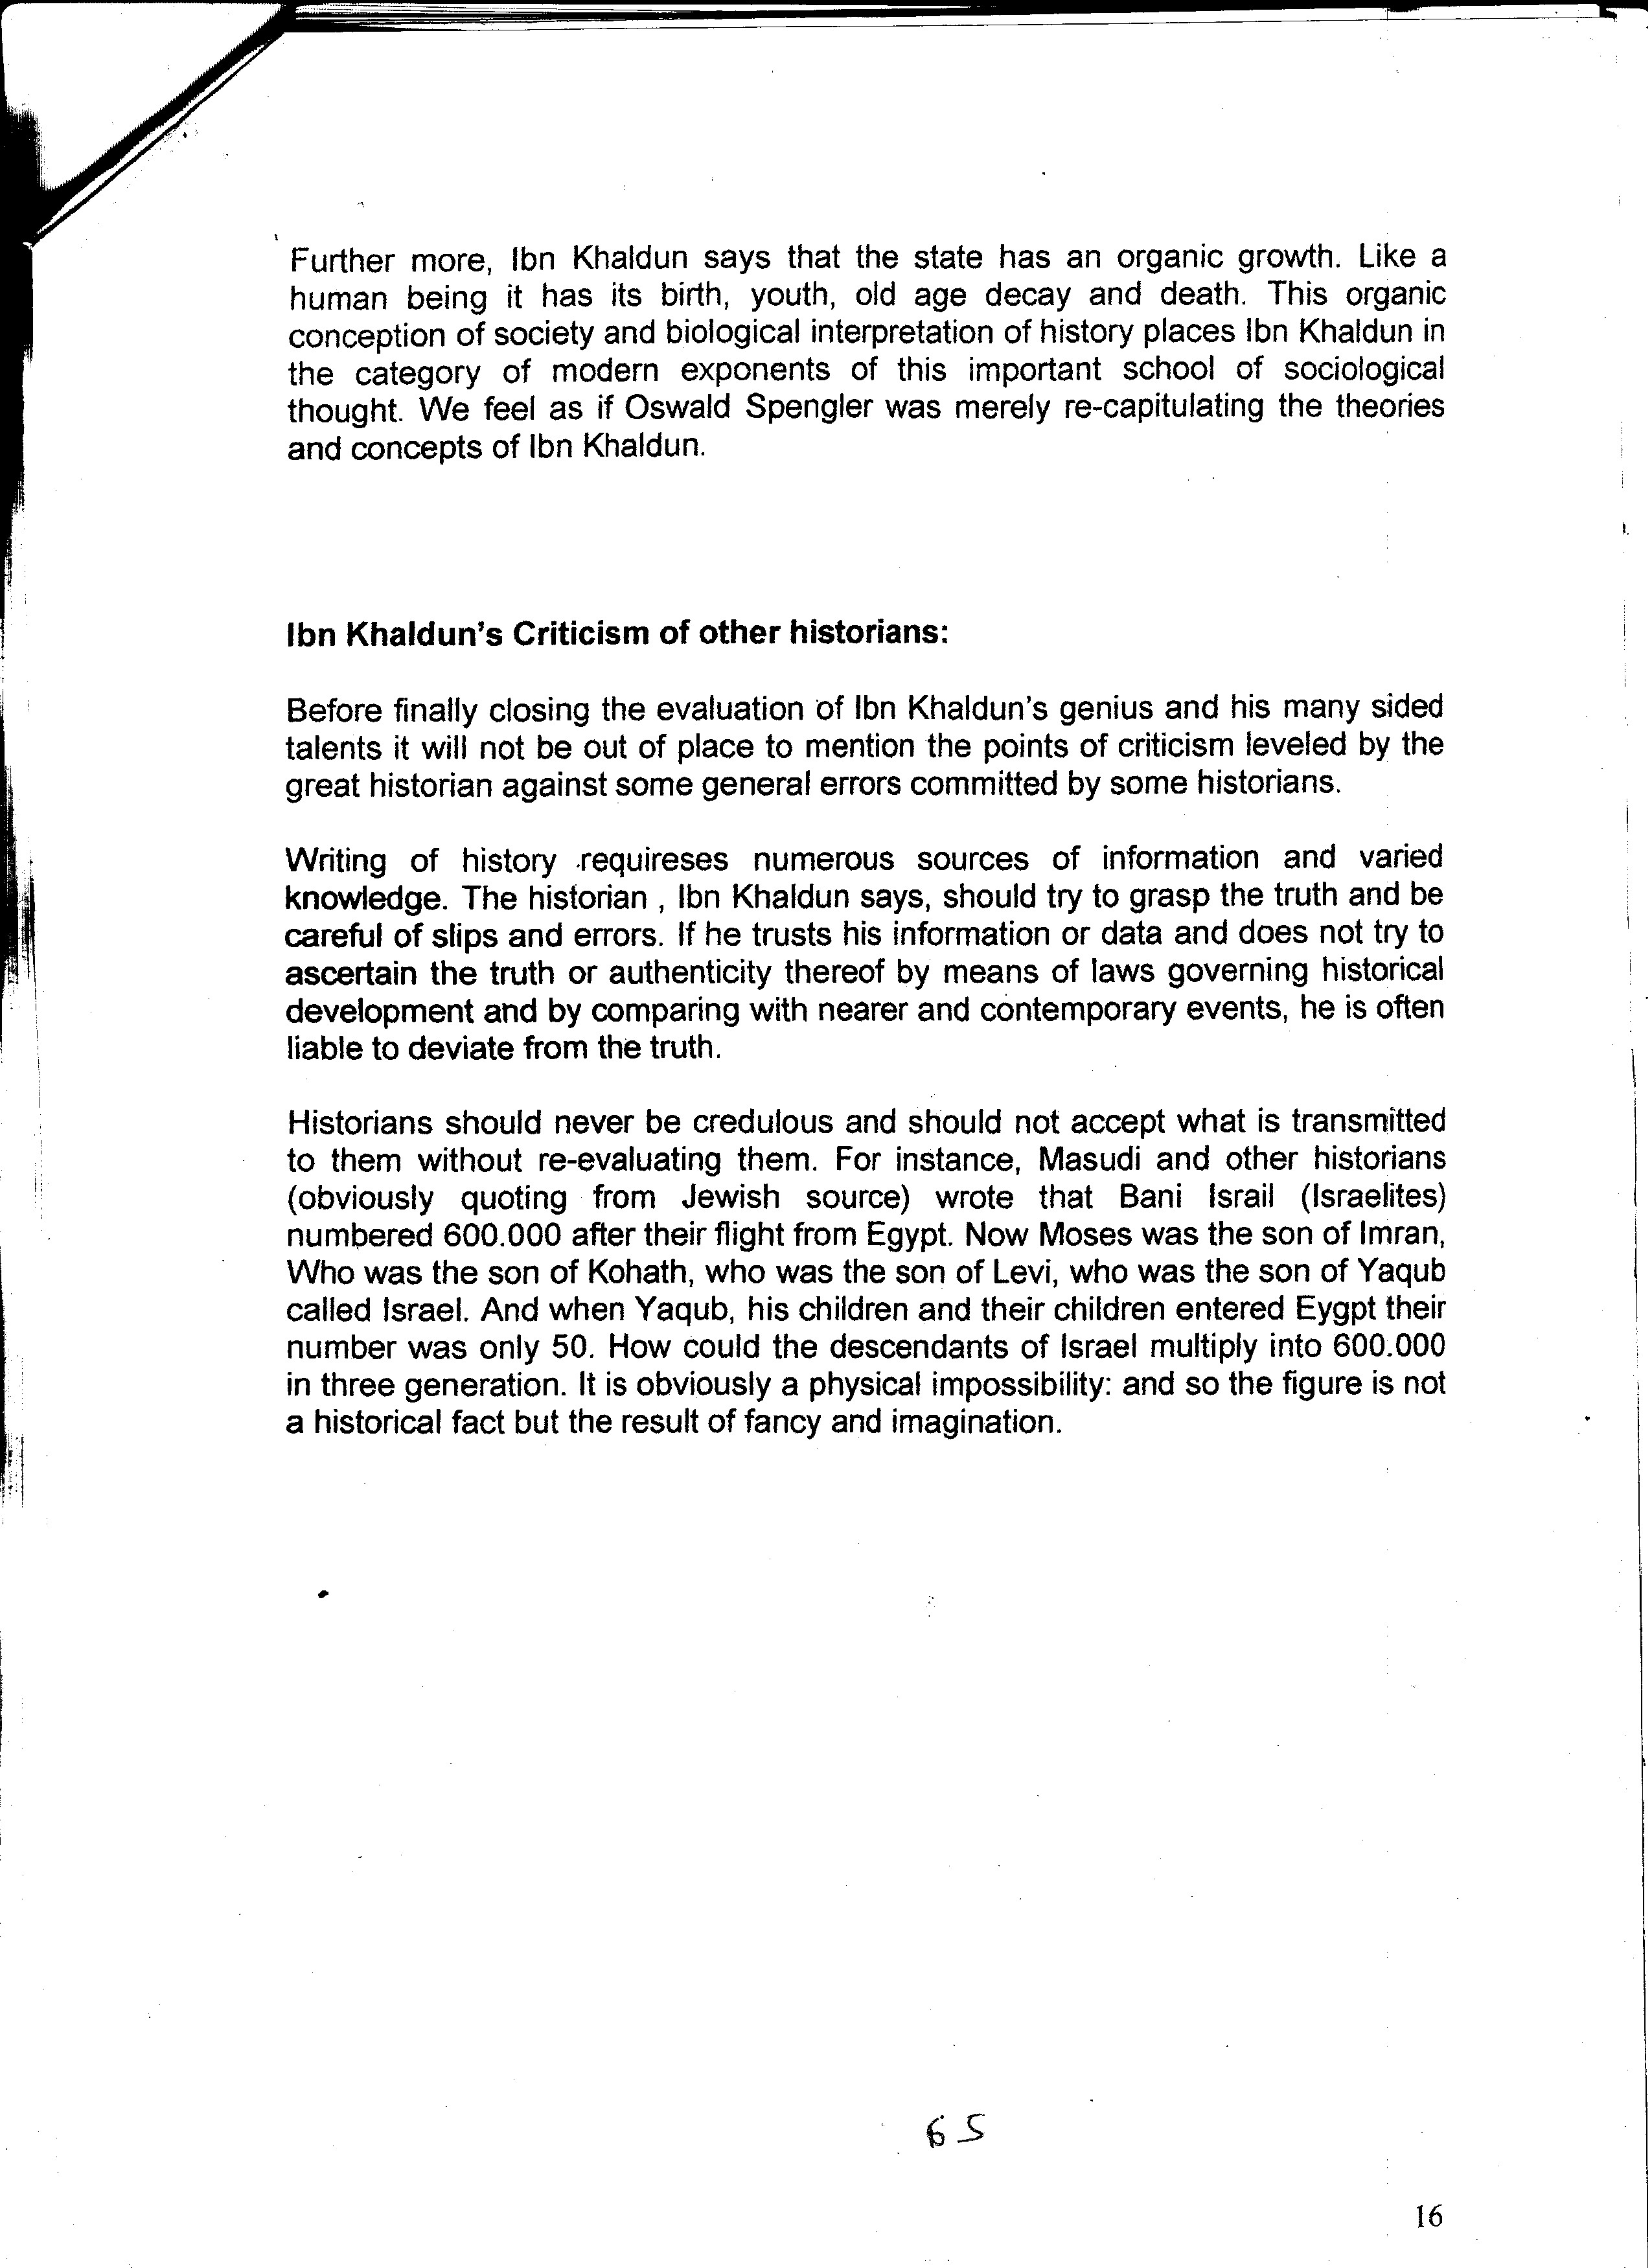 Further more, Ibn Khaldun says that the state has an organic growth. Like a
human being it has its birth, youth, old age decay and death. This organic
conception of society and biological interpretation of history places Ibn Khaldun in
the category of modern exponents of this important school of sociological
thought. We feel as if Oswald Spengler was merely re-capitulating the theories
and concepts of Ibn Khaldun.
Ibn Khaldun's Criticism of other historians:
Before finally closing the evaluation of Ibn Khaldun's genius and his many sided
talents it will not be out of place to mention the points of criticism leveled by the
great historian against some general errors committed by some historians.
Writing of history requireses numerous sources of information and varied
knowledge. The historian , Ibn Khaldun says, should try to grasp the truth and be
careful of slips and errors. If he trusts his information or data and does not try to
ascertain the truth or authenticity thereof by means of laws governing historical
development and by comparing with nearer and contemporary events, he is often
liable to deviate from the truth.
Historians should never be credulous and should not accept what is transmitted
to them without re-evaluating them. For instance, Masudi and other historians
(obviously quoting from Jewish source) wrote that Bani Israil (Israelites)
numbered 600.000 after their flight from Egypt. Now Moses was the son of Imran,
Who was the son of Kohath, who was the son of Levi, who was the son of Yaqub
called Israel. And when Yaqub, his children and their children entered Eygpt their
number was only 50. How could the descendants of Israel multiply into 600.000
in three generation. It is obviously a physical impossibility: and so the figure is not
a historical fact but the result of fancy and imagination.
65
16